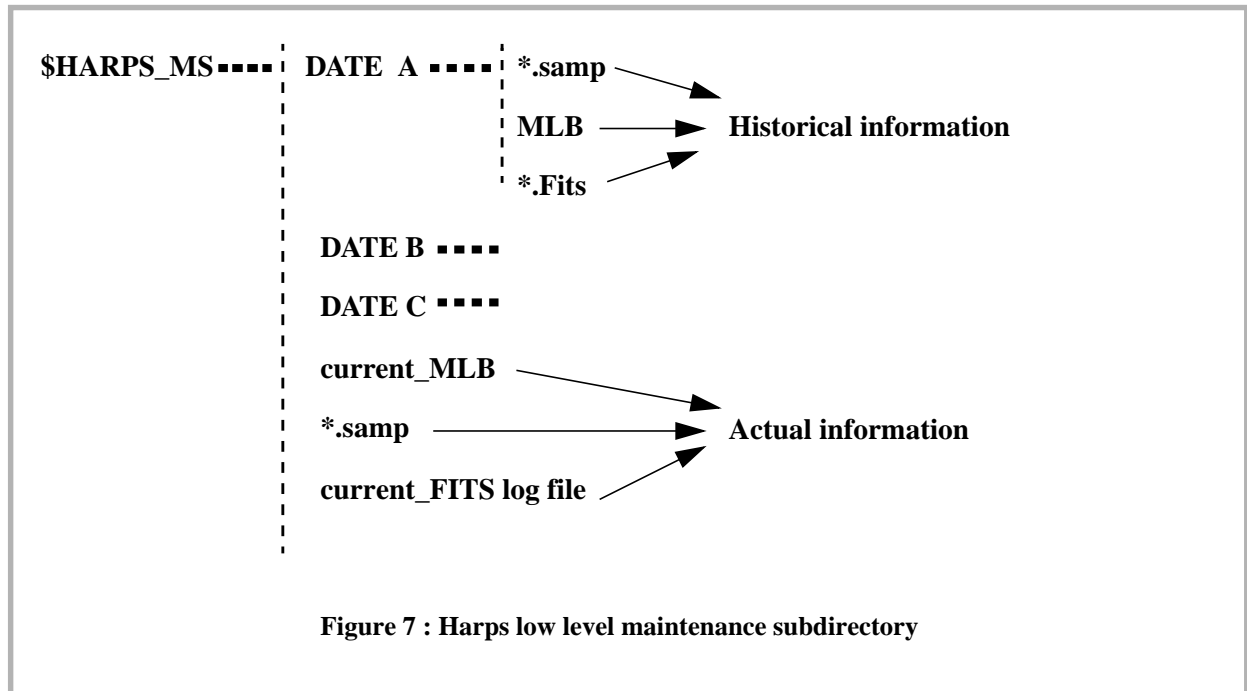 $HARPS_MS DATE A *.samp
MLB Historical information
*.Fits
DATE B
DATE C
current_MLB
*.samp Actual information
current_FITS log file
Figure 7 : Harps low level maintenance subdirectory